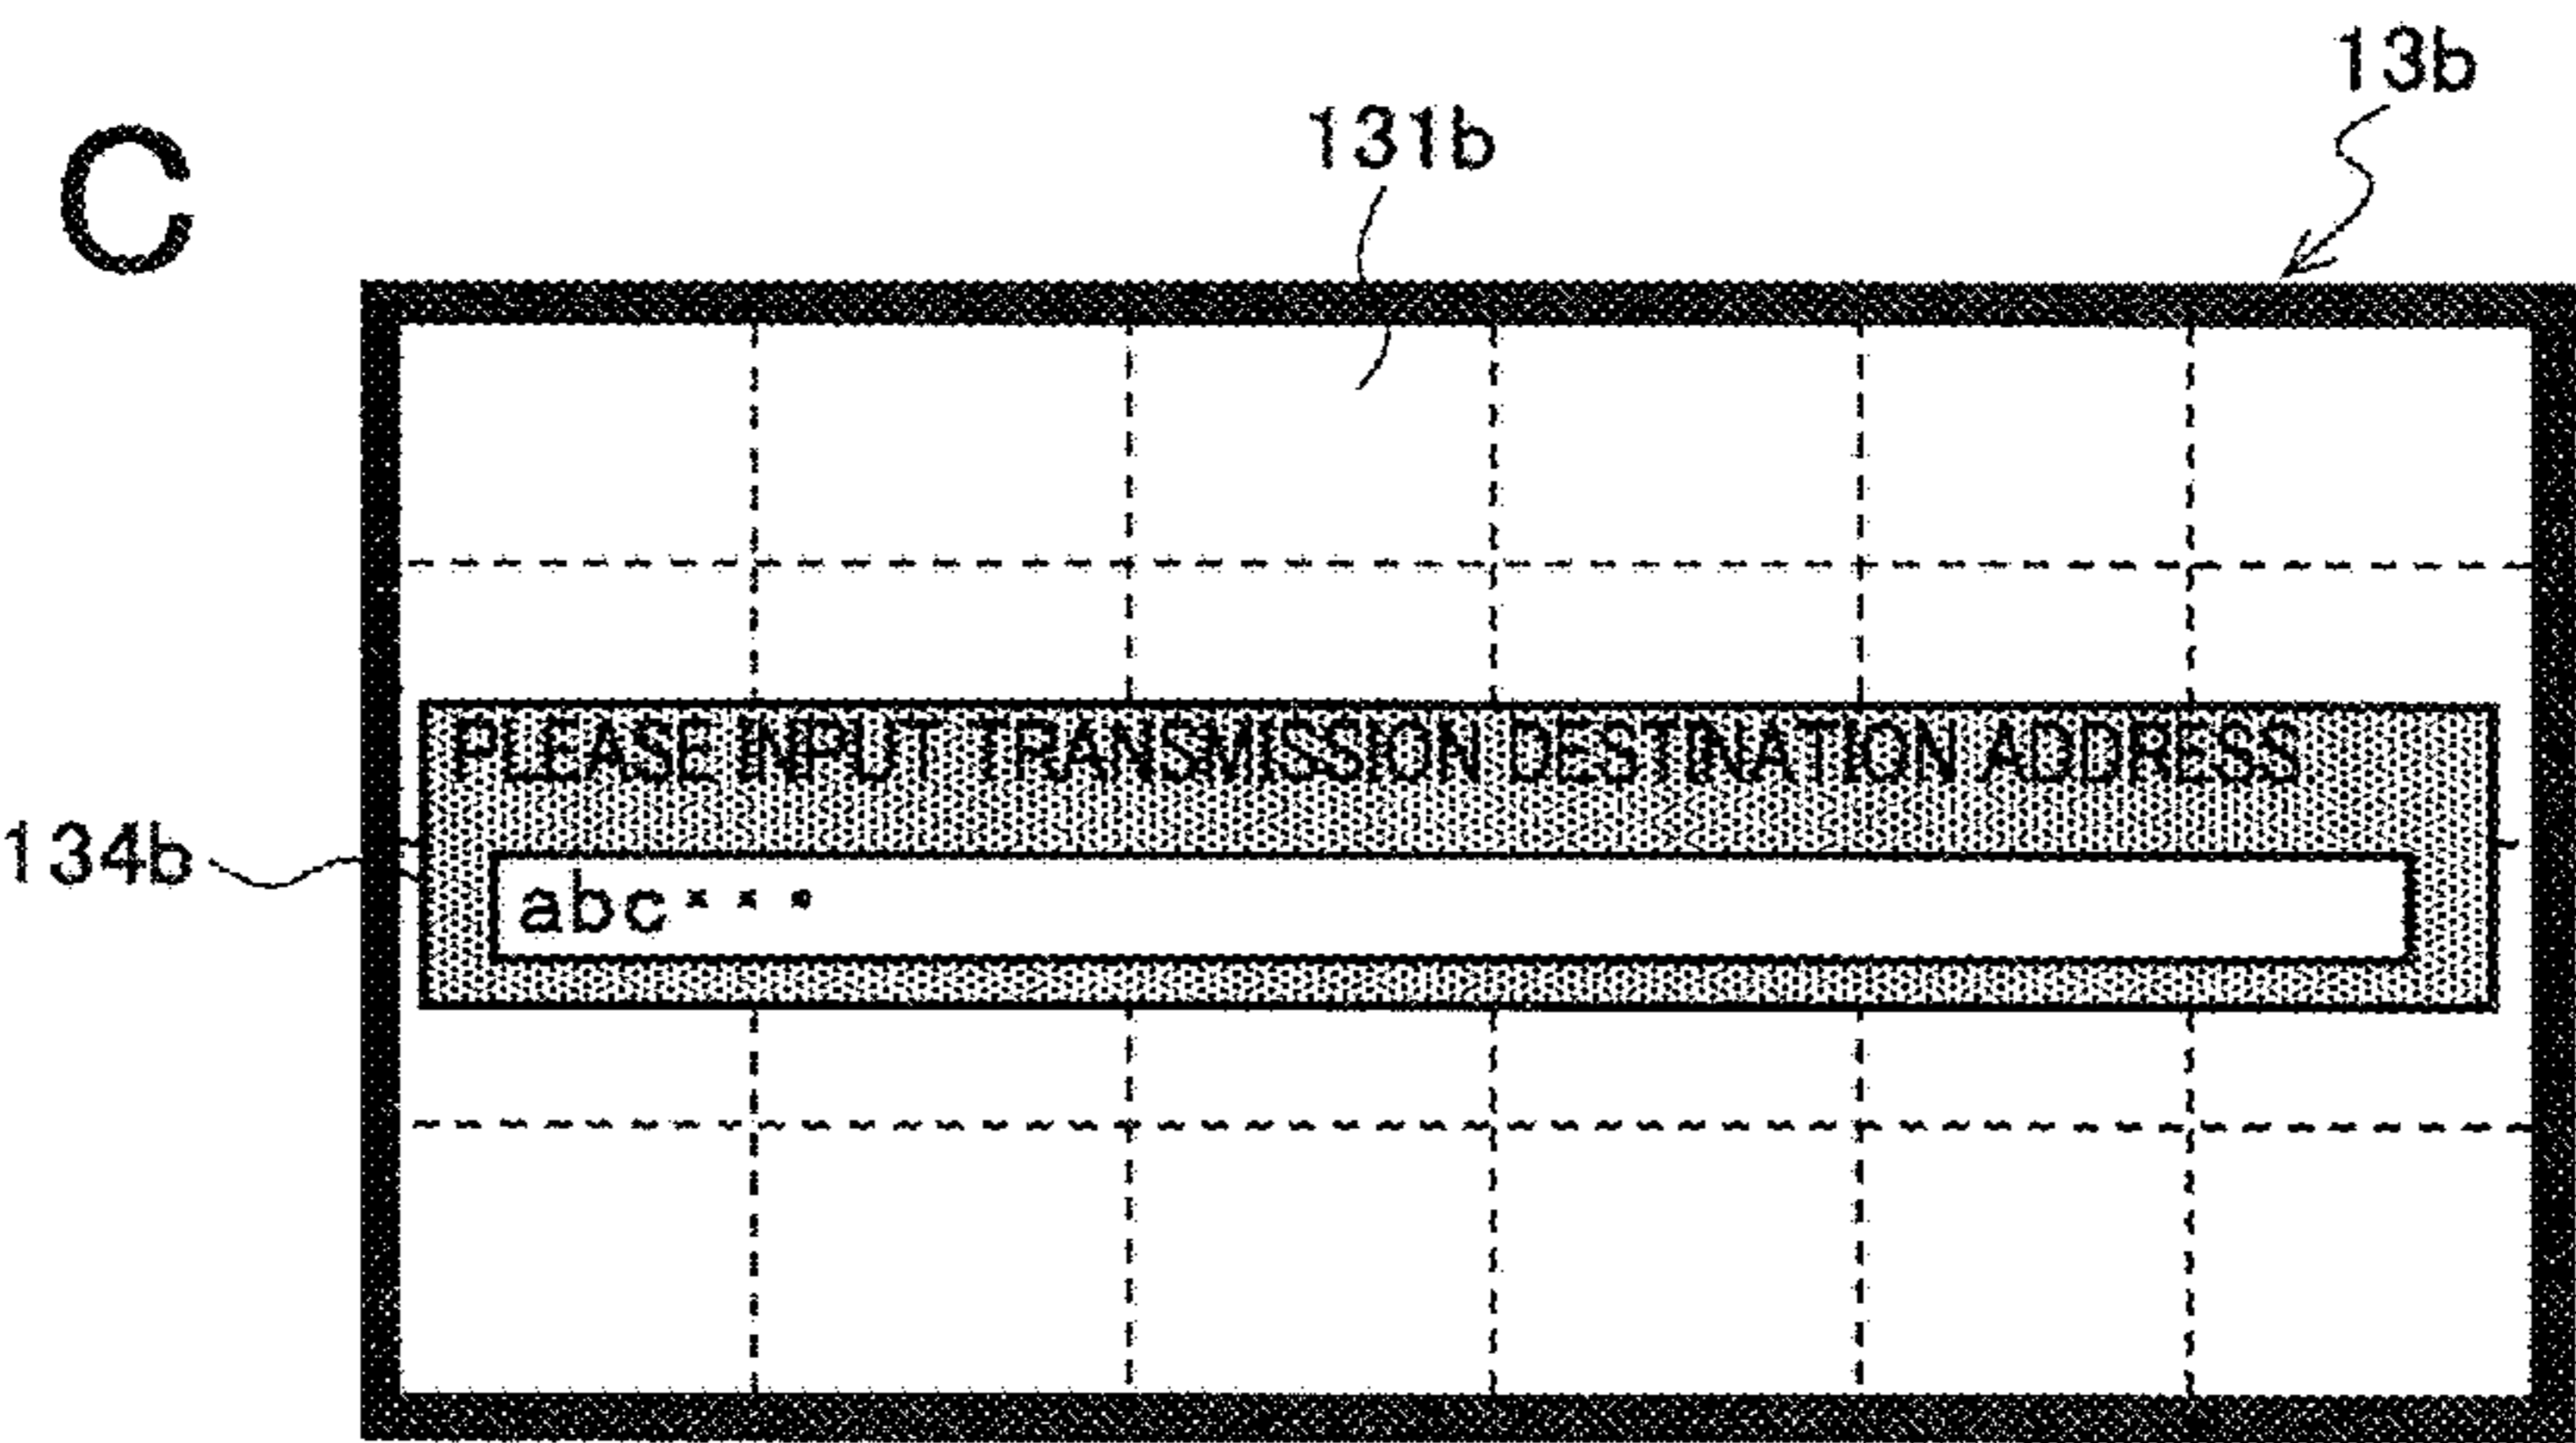 13b
131b
C
PLEASE INPUT TRANSMISSION DESTINATION ADDRESS
134b
abc・・・